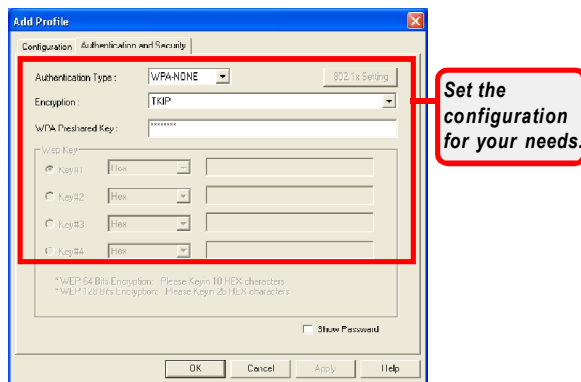 Add Profile
Configuration Authentication and Security
Authentication Type : WPA-NONE 802.1x Setting
Encryption : TKIP
WPA Preshared Key : ********
Wep Key
Key#1 Hex
Key#2 Hex
Key#3 Hex
Key#4 Hex
* WEP 64 Bits Encryption: Please Keyin 10 HEX characters
* WEP 128 Bits Encryption: Please Keyin 26 HEX characters
Show Password
OK Cancel Apply Help
Set the
configuration
for your needs.